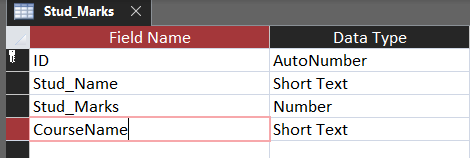 Stud_Marks
Field Name Data Type
ID AutoNumber
Stud_Name Short Text
Stud_Marks Number
CourseName Short Text